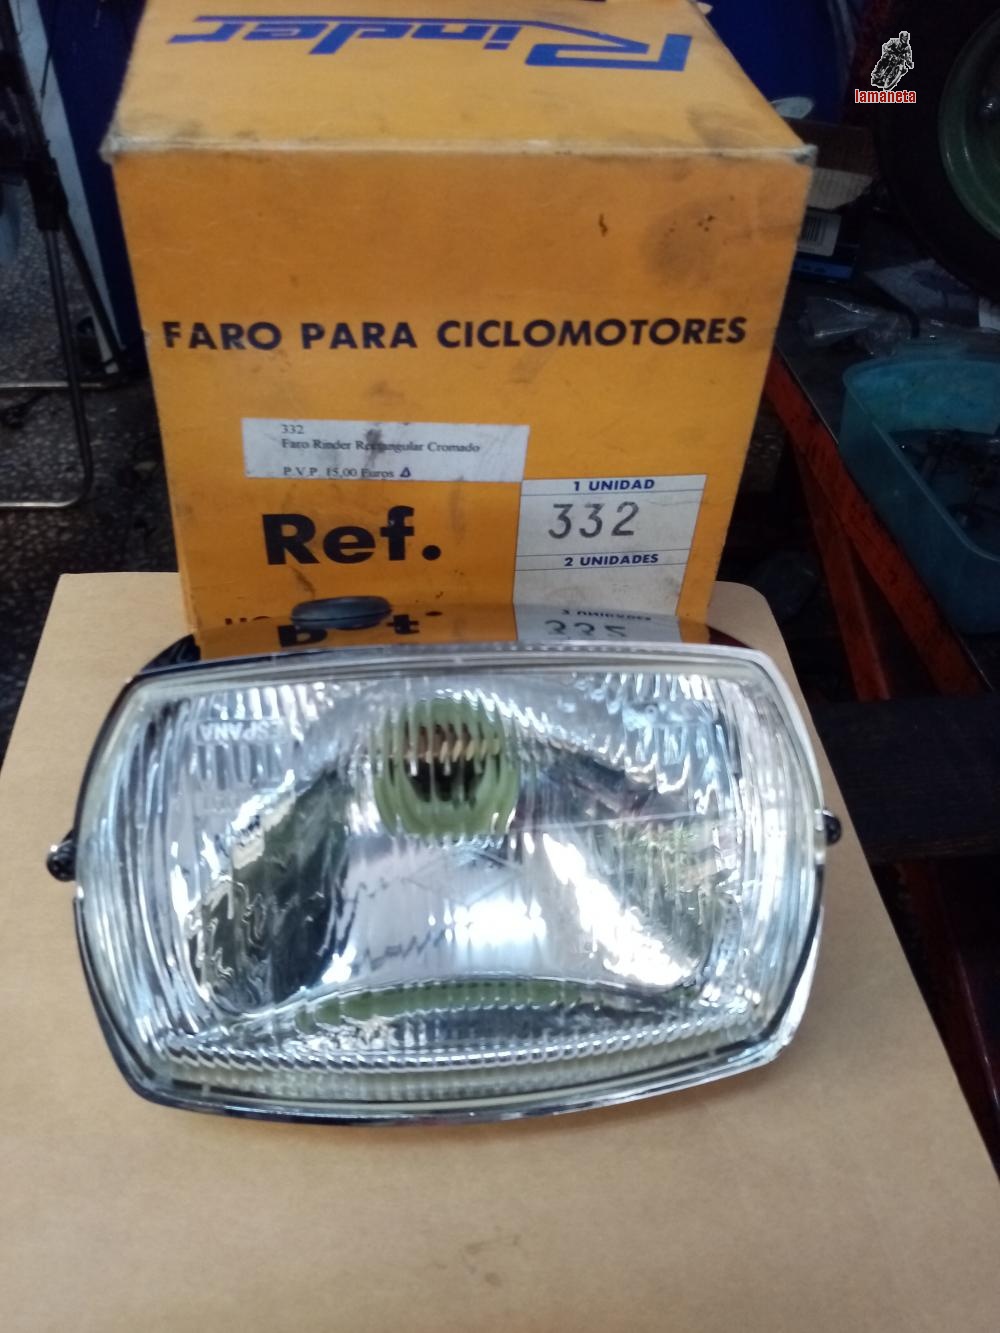 Rinder
lamaneta
FARO PARA CICLOMOTORES
332
Faro Rinder Rectangular Cromado
P.V.P. 15,00 Euros
1 UNIDAD
332
Ref.
2 UNIDADES
ESPAÑA